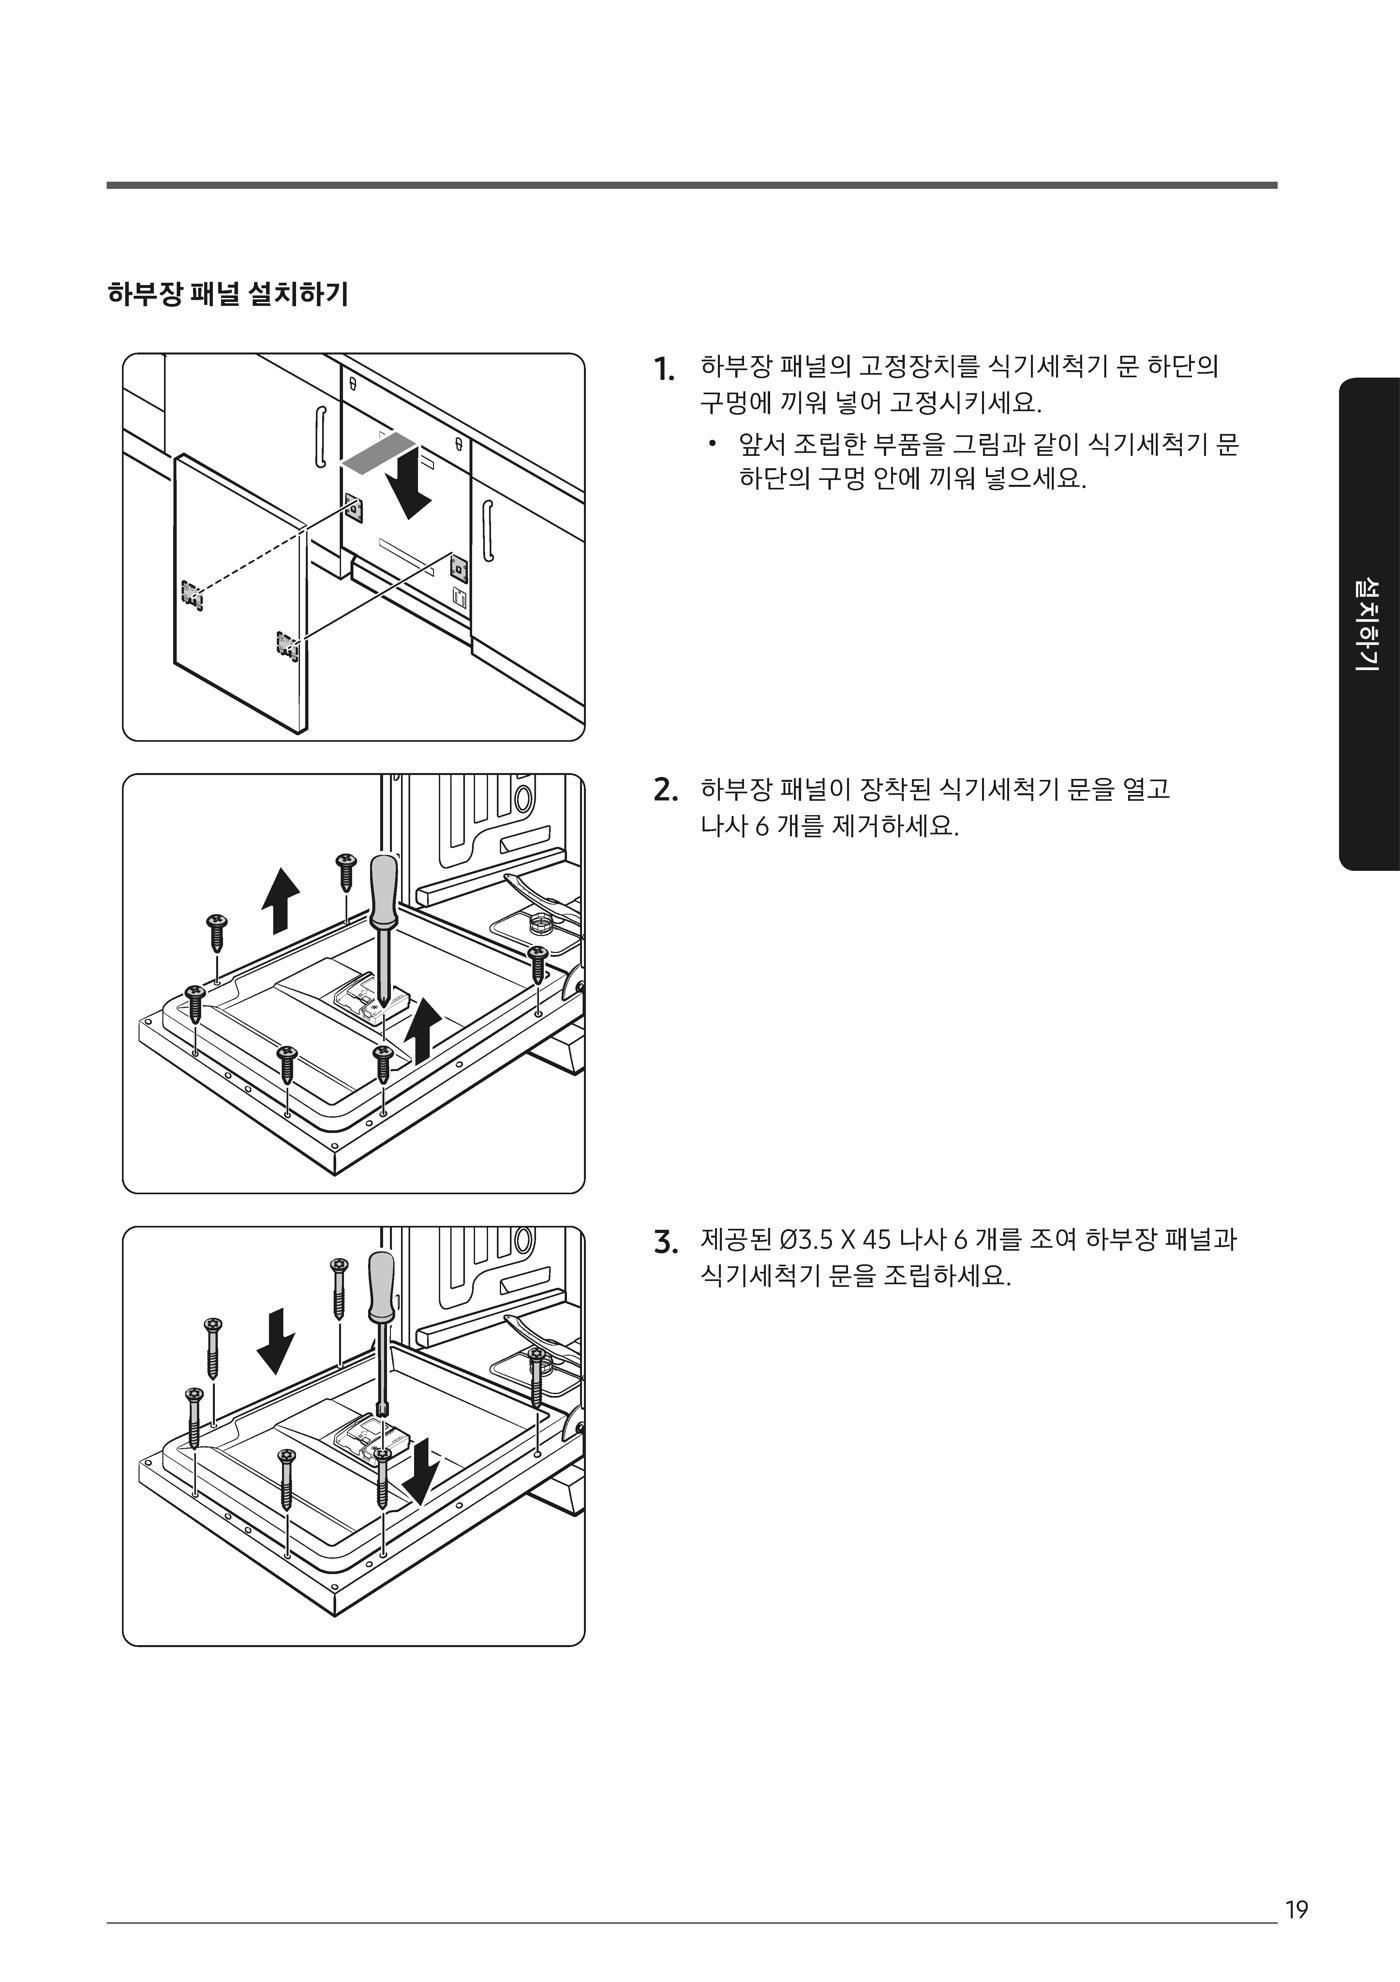 하부장 패널 설치하기
1. 하부장 패널의 고정장치를 식기세척기 문 하단의
구멍에 끼워 넣어 고정시키세요.
• 앞서 조립한 부품을 그림과 같이 식기세척기 문
하단의 구멍 안에 끼워 넣으세요.
2. 하부장 패널이 장착된 식기세척기 문을 열고
나사 6 개를 제거하세요.
3. 제공된 Ø3.5 X 45 나사 6 개를 조여 하부장 패널과
식기세척기 문을 조립하세요.
설치하기
19